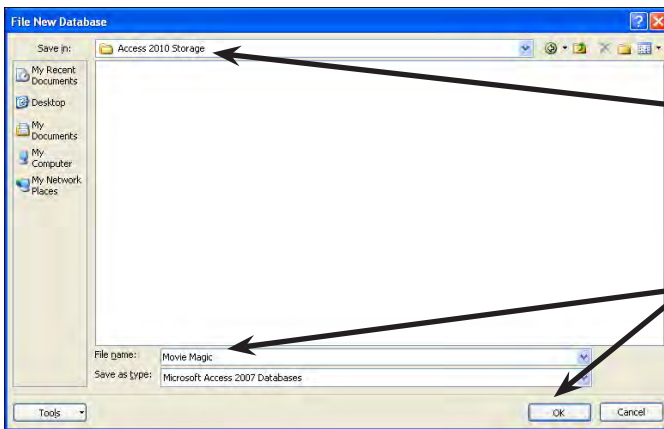 File New Database
Save in:
Access 2010 Storage
My Recent
Documents
Desktop
My
Documents
My
Computer
My Network
Places
File name:
Movie Magic
Save as type:
Microsoft Access 2007 Databases
Tools
OK
Cancel